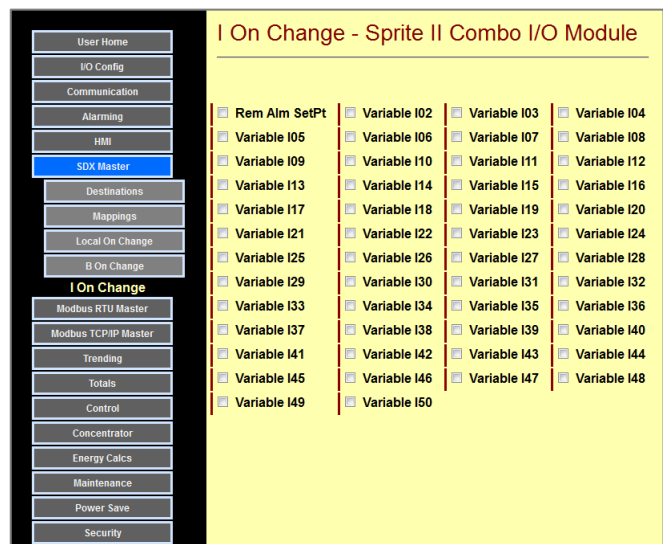 User Home
I/O Config
Communication
Alarming
HMI
SDX Master
Destinations
Mappings
Local On Change
B On Change
I On Change
Modbus RTU Master
Modbus TCP/IP Master
Trending
Totals
Control
Concentrator
Energy Calcs
Maintenance
Power Save
Security
I On Change - Sprite II Combo I/O Module
Rem Alm SetPt Variable I02 Variable I03 Variable I04
Variable I05 Variable I06 Variable I07 Variable I08
Variable I09 Variable I10 Variable I11 Variable I12
Variable I13 Variable I14 Variable I15 Variable I16
Variable I17 Variable I18 Variable I19 Variable I20
Variable I21 Variable I22 Variable I23 Variable I24
Variable I25 Variable I26 Variable I27 Variable I28
Variable I29 Variable I30 Variable I31 Variable I32
Variable I33 Variable I34 Variable I35 Variable I36
Variable I37 Variable I38 Variable I39 Variable I40
Variable I41 Variable I42 Variable I43 Variable I44
Variable I45 Variable I46 Variable I47 Variable I48
Variable I49 Variable I50